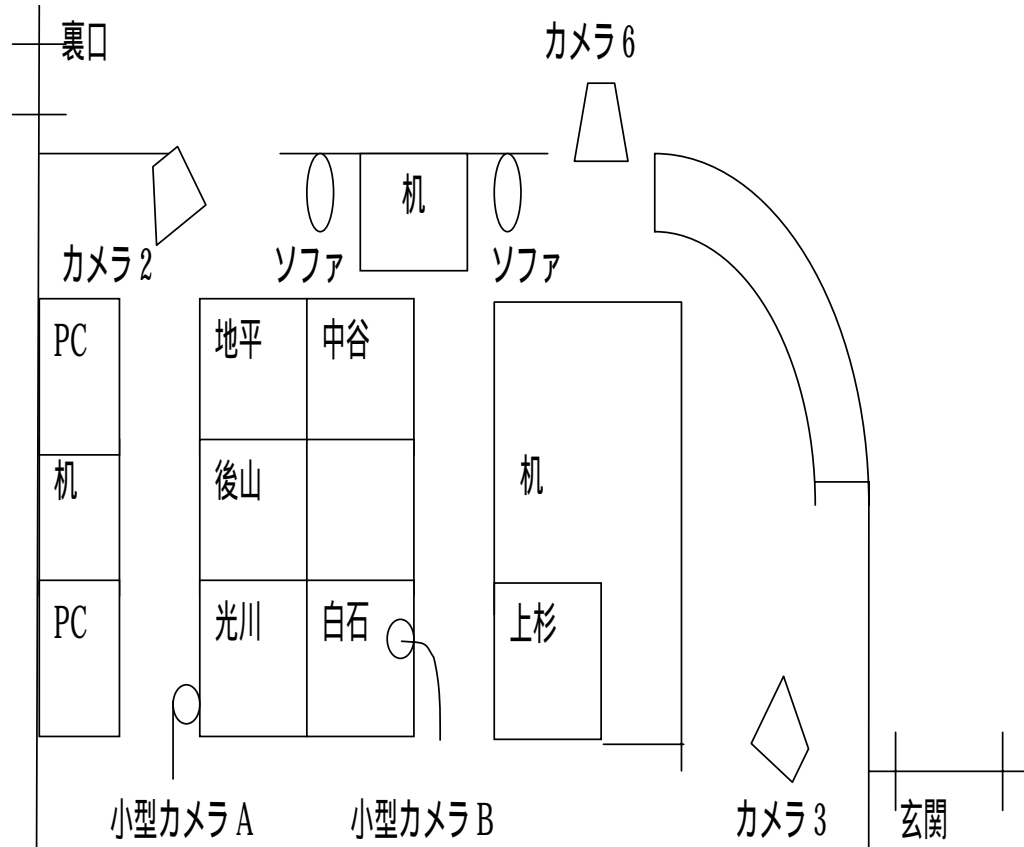 裏口
カメラ6
机
カメラ2
ソファ
ソファ
PC
地平
中谷
机
後山
机
PC
光川
白石
上杉
小型カメラA
小型カメラB
カメラ3
玄関